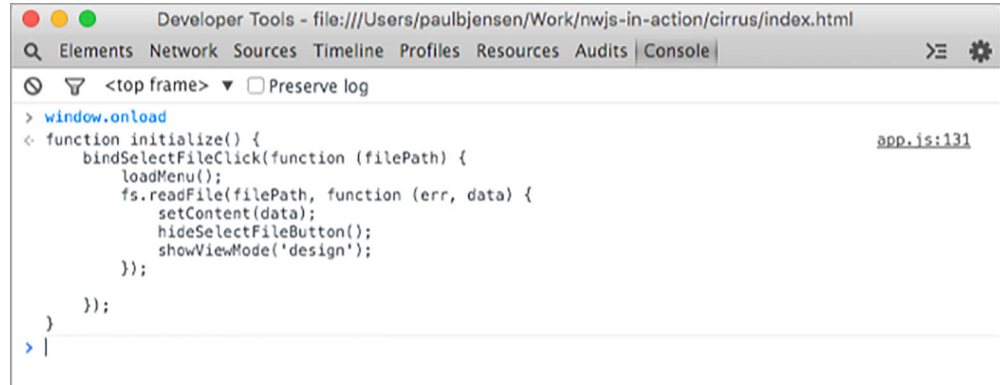 Developer Tools - file:///Users/paulbjensen/Work/nwjs-in-action/cirrus/index.html
Elements Network Sources Timeline Profiles Resources Audits Console
<top frame> ▼ Preserve log
> window.onload
function initialize() { app.js:131
    bindSelectFileClick(function (filePath) {
        loadMenu();
        fs.readFile(filePath, function (err, data) {
            setContent(data);
            hideSelectFileButton();
            showViewMode('design');
        });
    });
}
>